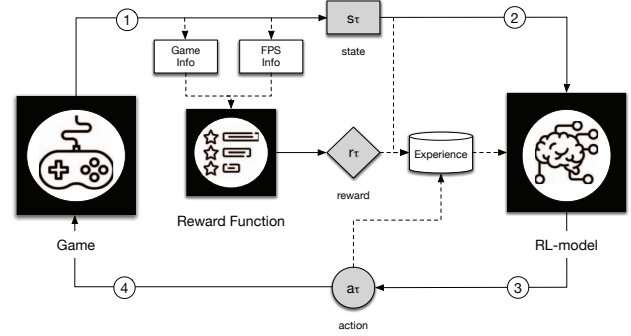 1
sτ
2
Game
Info
FPS
Info
state
rτ
Experience
reward
Reward Function
Game
RL-model
4
aτ
3
action